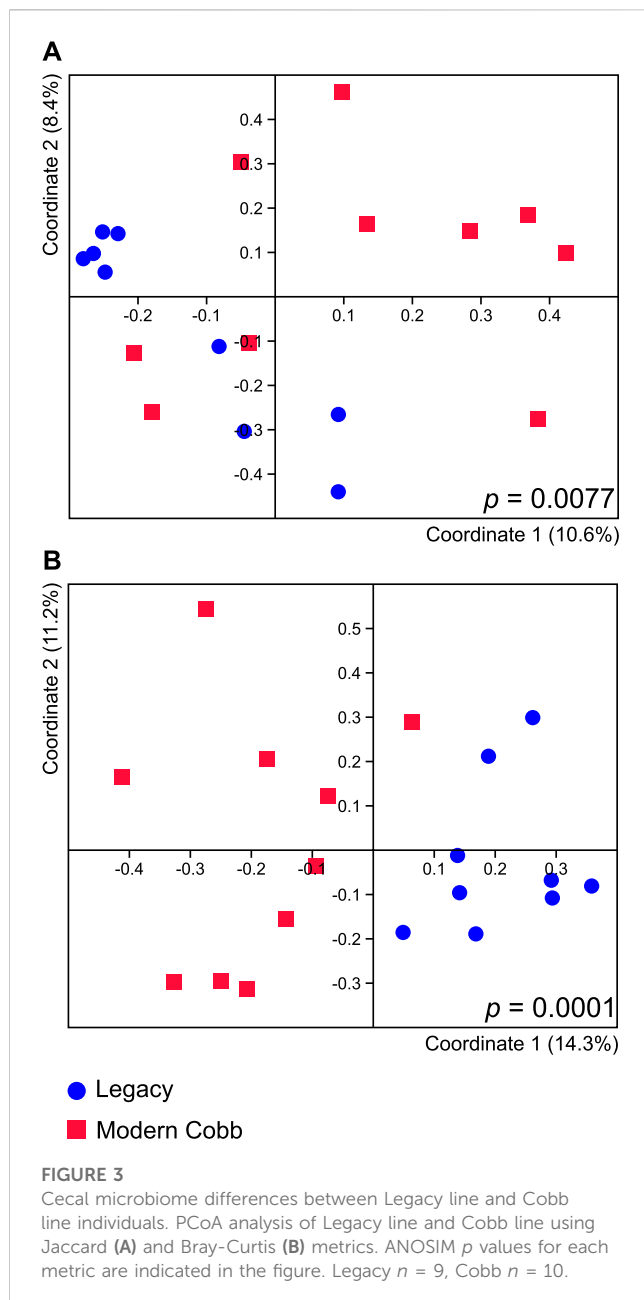 A
Coordinate 2 (8.4%)
0.4
0.3
0.2
0.1
-0.2 -0.1 0.1 0.2 0.3 0.4
-0.1
-0.2
-0.3
-0.4
p = 0.0077
Coordinate 1 (10.6%)
B
Coordinate 2 (11.2%)
0.5
0.4
0.3
0.2
0.1
-0.4 -0.3 -0.2 -0.1 0.1 0.2 0.3
-0.1
-0.2
-0.3
p = 0.0001
Coordinate 1 (14.3%)
Legacy
Modern Cobb
FIGURE 3
Cecal microbiome differences between Legacy line and Cobb
line individuals. PCoA analysis of Legacy line and Cobb line using
Jaccard (A) and Bray-Curtis (B) metrics. ANOSIM p values for each
metric are indicated in the figure. Legacy n = 9, Cobb n = 10.